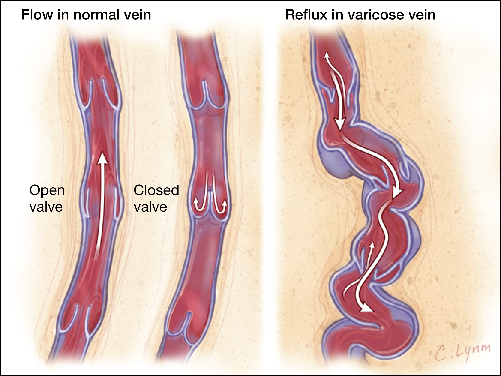 Flow in normal vein
Reflux in varicose vein
Open
valve
Closed
valve
C. Lynm